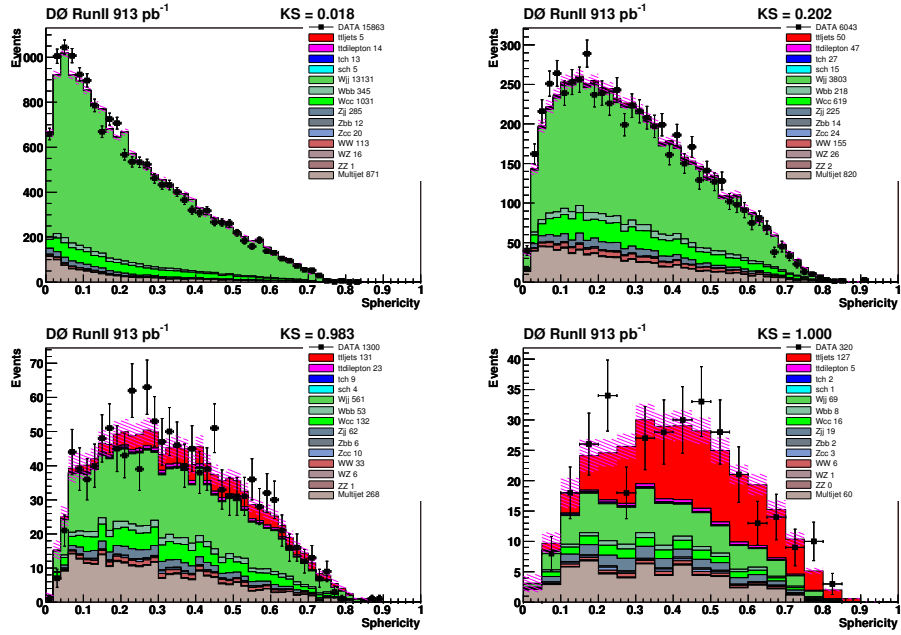 DØ RunII 913 pb-1 KS = 0.018
Events
DATA 15863
ttljets 5
ttdilepton 14
tch 13
sch 5
Wjj 13131
Wbb 345
Wcc 1031
Zjj 285
Zbb 12
Zcc 20
WW 113
WZ 16
ZZ 1
Multijet 871
1000
800
600
400
200
0
0 0.1 0.2 0.3 0.4 0.5 0.6 0.7 0.8 0.9 1
Sphericity
DØ RunII 913 pb-1 KS = 0.202
Events
DATA 6043
ttljets 50
ttdilepton 47
tch 27
sch 15
Wjj 3803
Wbb 218
Wcc 619
Zjj 225
Zbb 14
Zcc 24
WW 155
WZ 26
ZZ 2
Multijet 820
300
250
200
150
100
50
0
0 0.1 0.2 0.3 0.4 0.5 0.6 0.7 0.8 0.9 1
Sphericity
DØ RunII 913 pb-1 KS = 0.983
Events
DATA 1300
ttljets 131
ttdilepton 23
tch 9
sch 4
Wjj 561
Wbb 53
Wcc 132
Zjj 62
Zbb 6
Zcc 10
WW 33
WZ 6
ZZ 1
Multijet 268
70
60
50
40
30
20
10
0
0 0.1 0.2 0.3 0.4 0.5 0.6 0.7 0.8 0.9 1
Sphericity
DØ RunII 913 pb-1 KS = 1.000
Events
DATA 320
ttljets 127
ttdilepton 5
tch 2
sch 1
Wjj 69
Wbb 8
Wcc 16
Zjj 19
Zbb 2
Zcc 3
WW 6
WZ 1
ZZ 0
Multijet 60
40
35
30
25
20
15
10
5
0
0 0.1 0.2 0.3 0.4 0.5 0.6 0.7 0.8 0.9 1
Sphericity